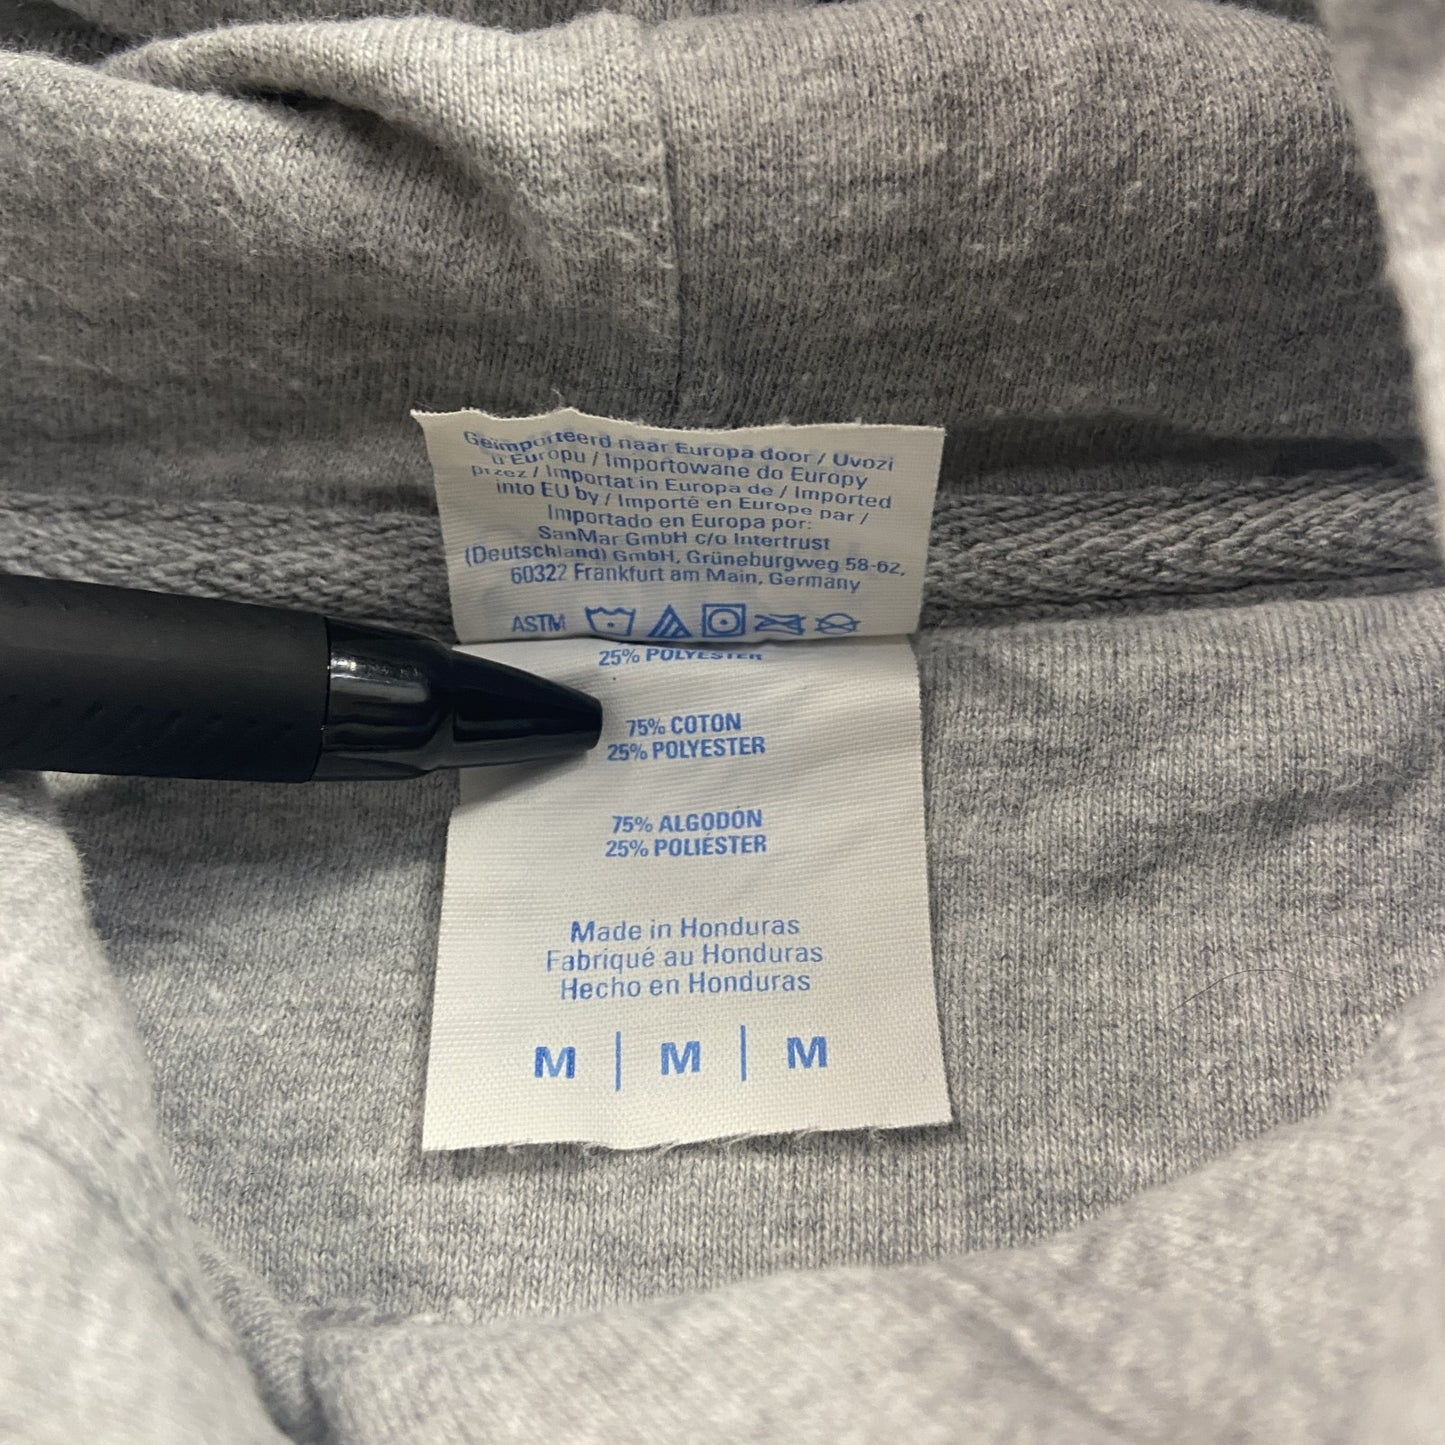 Geïmporteerd naar Europa door / Uvozi
u Europu / Importowane do Europy
przez / Importat in Europa de / Imported
into EU by / Importé en Europe par /
Importado en Europa por:
SanMar GmbH c/o Intertrust
(Deutschland) GmbH, Grüneburgweg 58-62,
60322 Frankfurt am Main, Germany
ASTM
25% POLYESTER
75% COTON
25% POLYESTER
75% ALGODÓN
25% POLIÉSTER
Made in Honduras
Fabriqué au Honduras
Hecho en Honduras
M | M | M